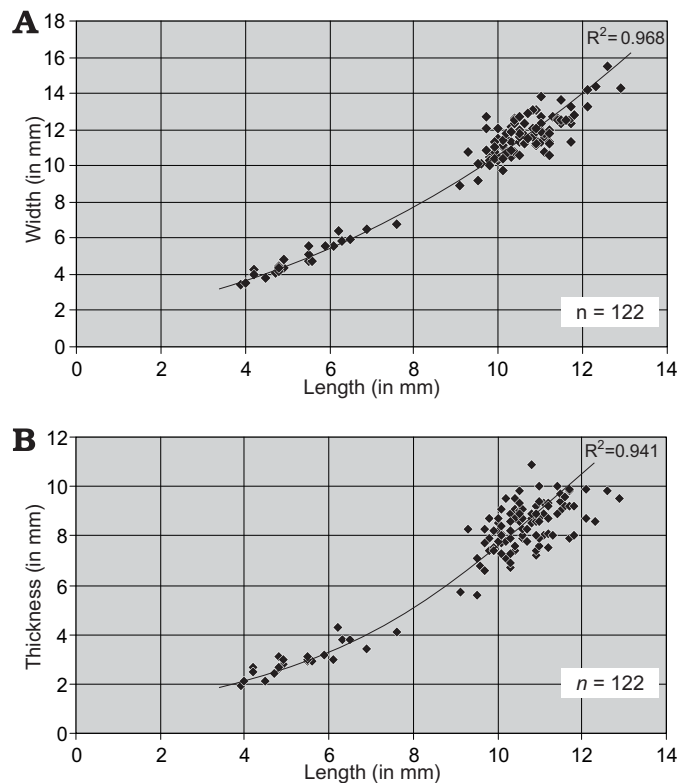 A
18
16
14
12
10
8
6
4
2
0
Width (in mm)
R²=0.968
n = 122
0 2 4 6 8 10 12 14
Length (in mm)
B
12
10
8
6
4
2
0
Thickness (in mm)
R²=0.941
n = 122
0 2 4 6 8 10 12 14
Length (in mm)